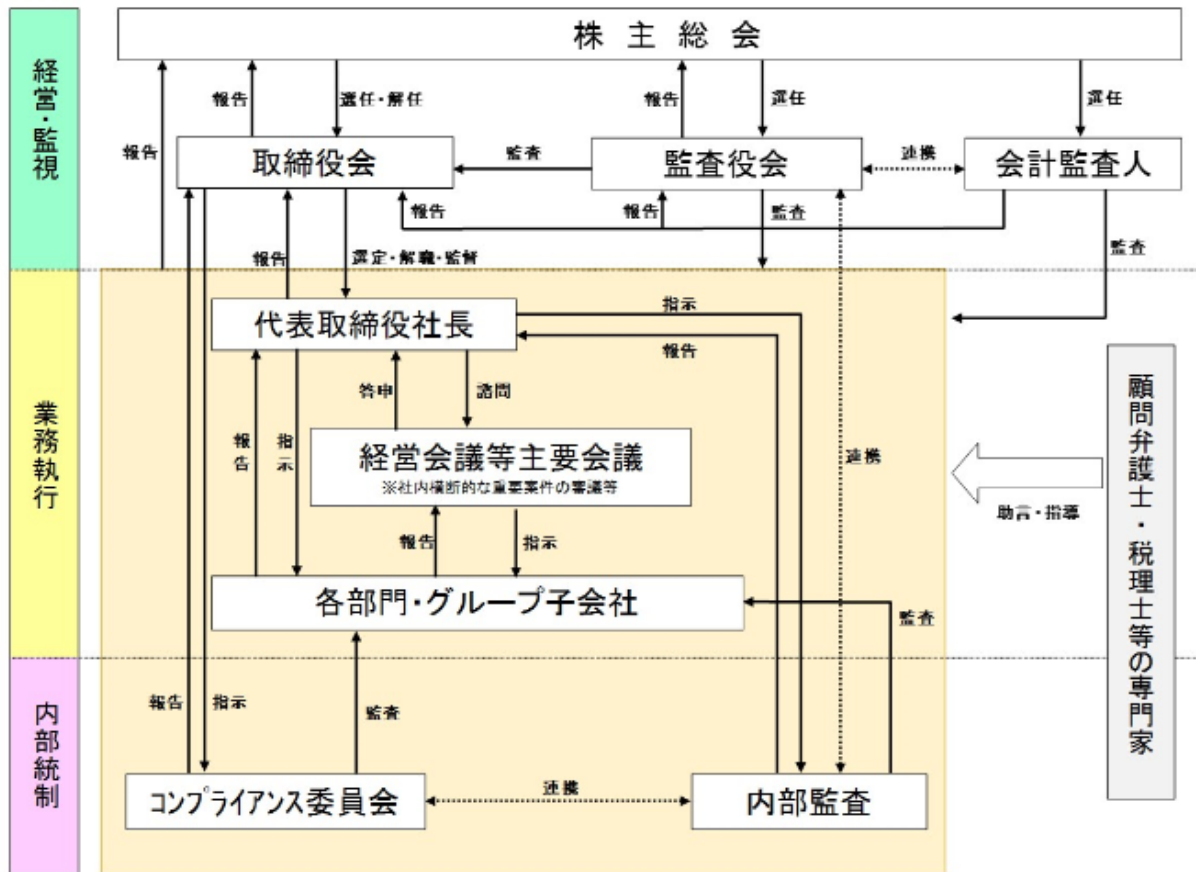 株主総会
経営・監視
報告
報告
選任・解任
報告
選任
選任
取締役会
監査
監査役会
連携
会計監査人
報告
選定・解職・監督
報告
報告
監査
監査
業務執行
代表取締役社長
指示
報告
答申
諮問
報告
指示
経営会議等主要会議
※社内横断的な重要案件の審議等
連携
報告
指示
各部門・グループ子会社
監査
助言・指導
顧問弁護士・税理士等の専門家
内部統制
報告
指示
監査
コンプライアンス委員会
連携
内部監査